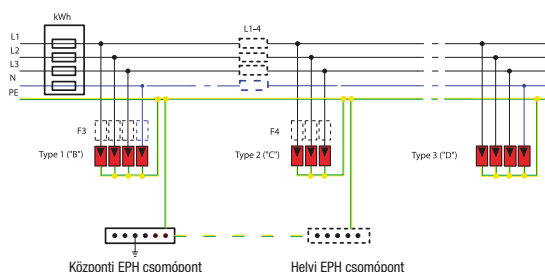 kWh
L1-4
L1
L2
L3
N
PE
F3
F4
Type 1 ("B")
Type 2 ("C")
Type 3 ("D")
Központi EPH csomópont
Helvi EPH csomópont